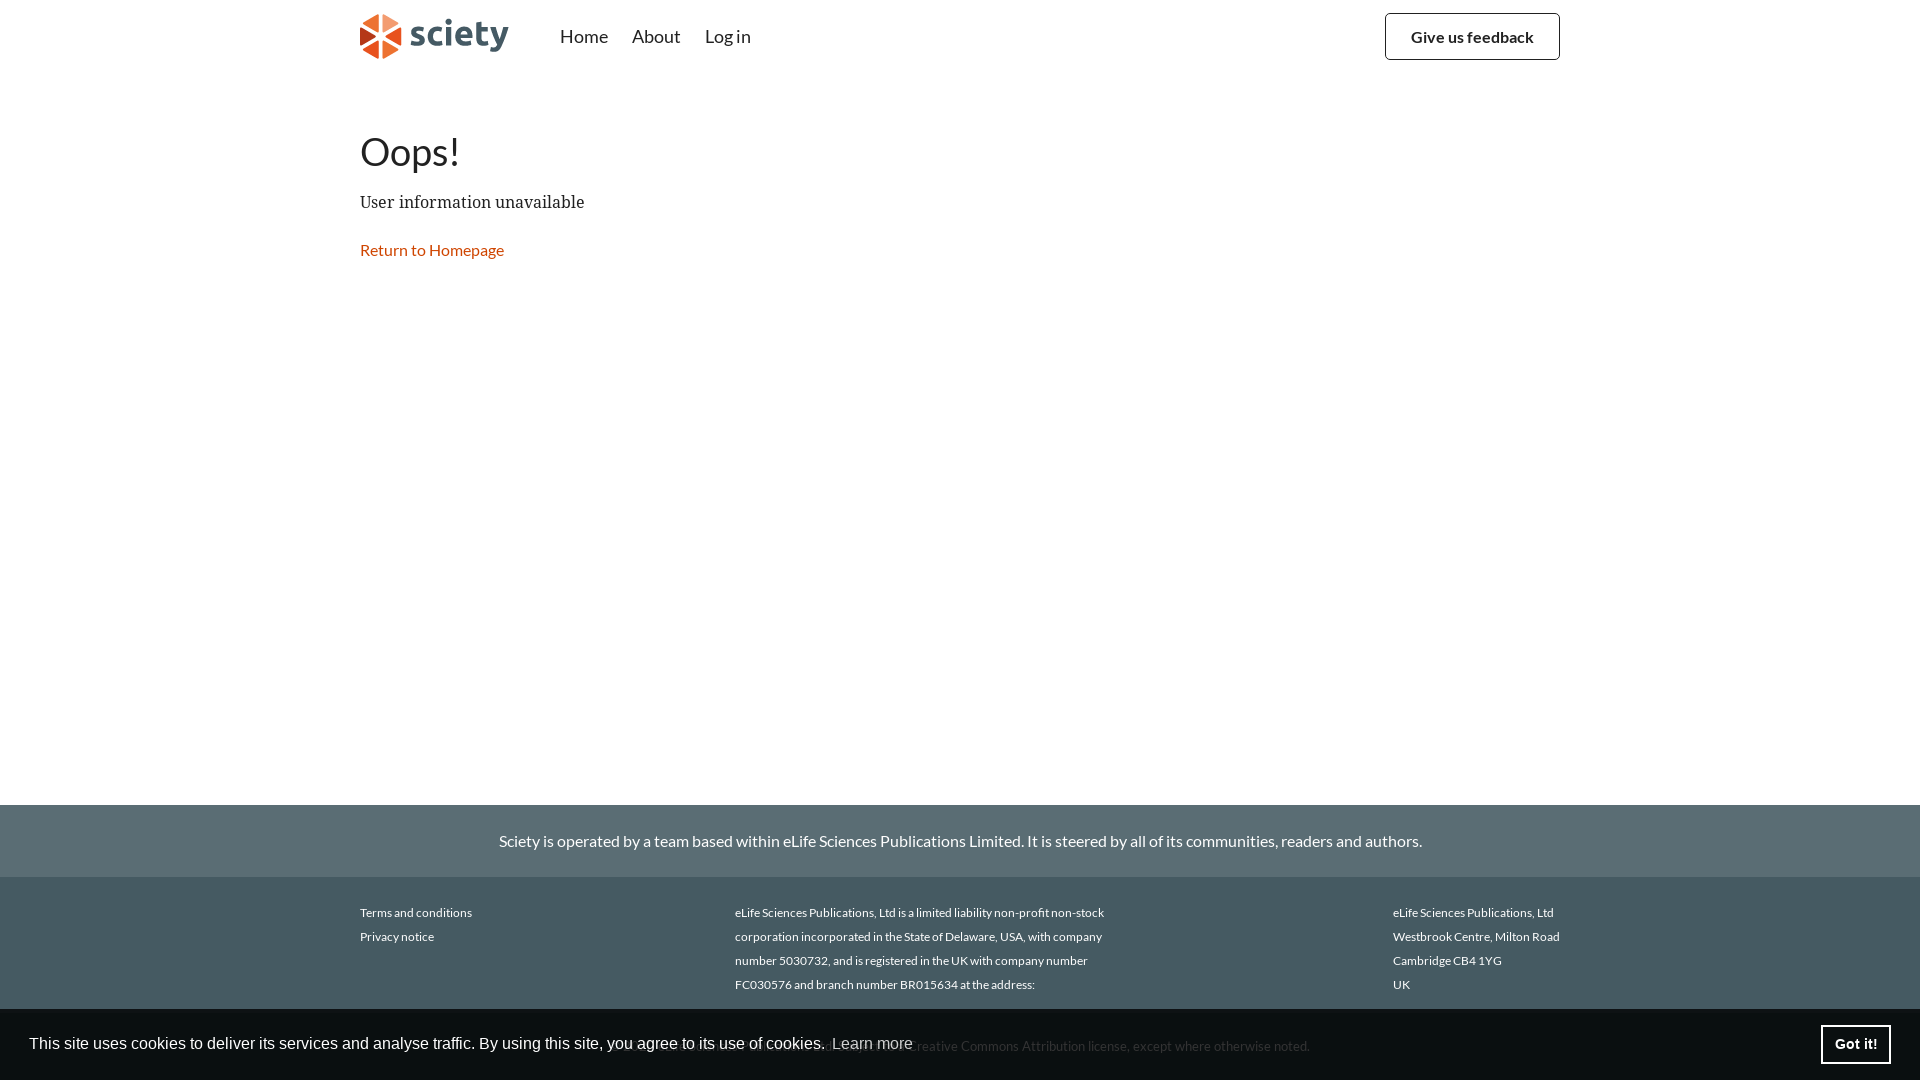 sciety
Home
About
Log in
Give us feedback
Oops!
User information unavailable
Return to Homepage
Sciety is operated by a team based within eLife Sciences Publications Limited. It is steered by all of its communities, readers and authors.
Terms and conditions
Privacy notice
eLife Sciences Publications, Ltd is a limited liability non-profit non-stock
corporation incorporated in the State of Delaware, USA, with company
number 5030732, and is registered in the UK with company number
FC030576 and branch number BR015634 at the address:
eLife Sciences Publications, Ltd
Westbrook Centre, Milton Road
Cambridge CB4 1YG
UK
This site uses cookies to deliver its services and analyse traffic. By using this site, you agree to its use of cookies. Learn more
Creative Commons Attribution license, except where otherwise noted.
Got it!